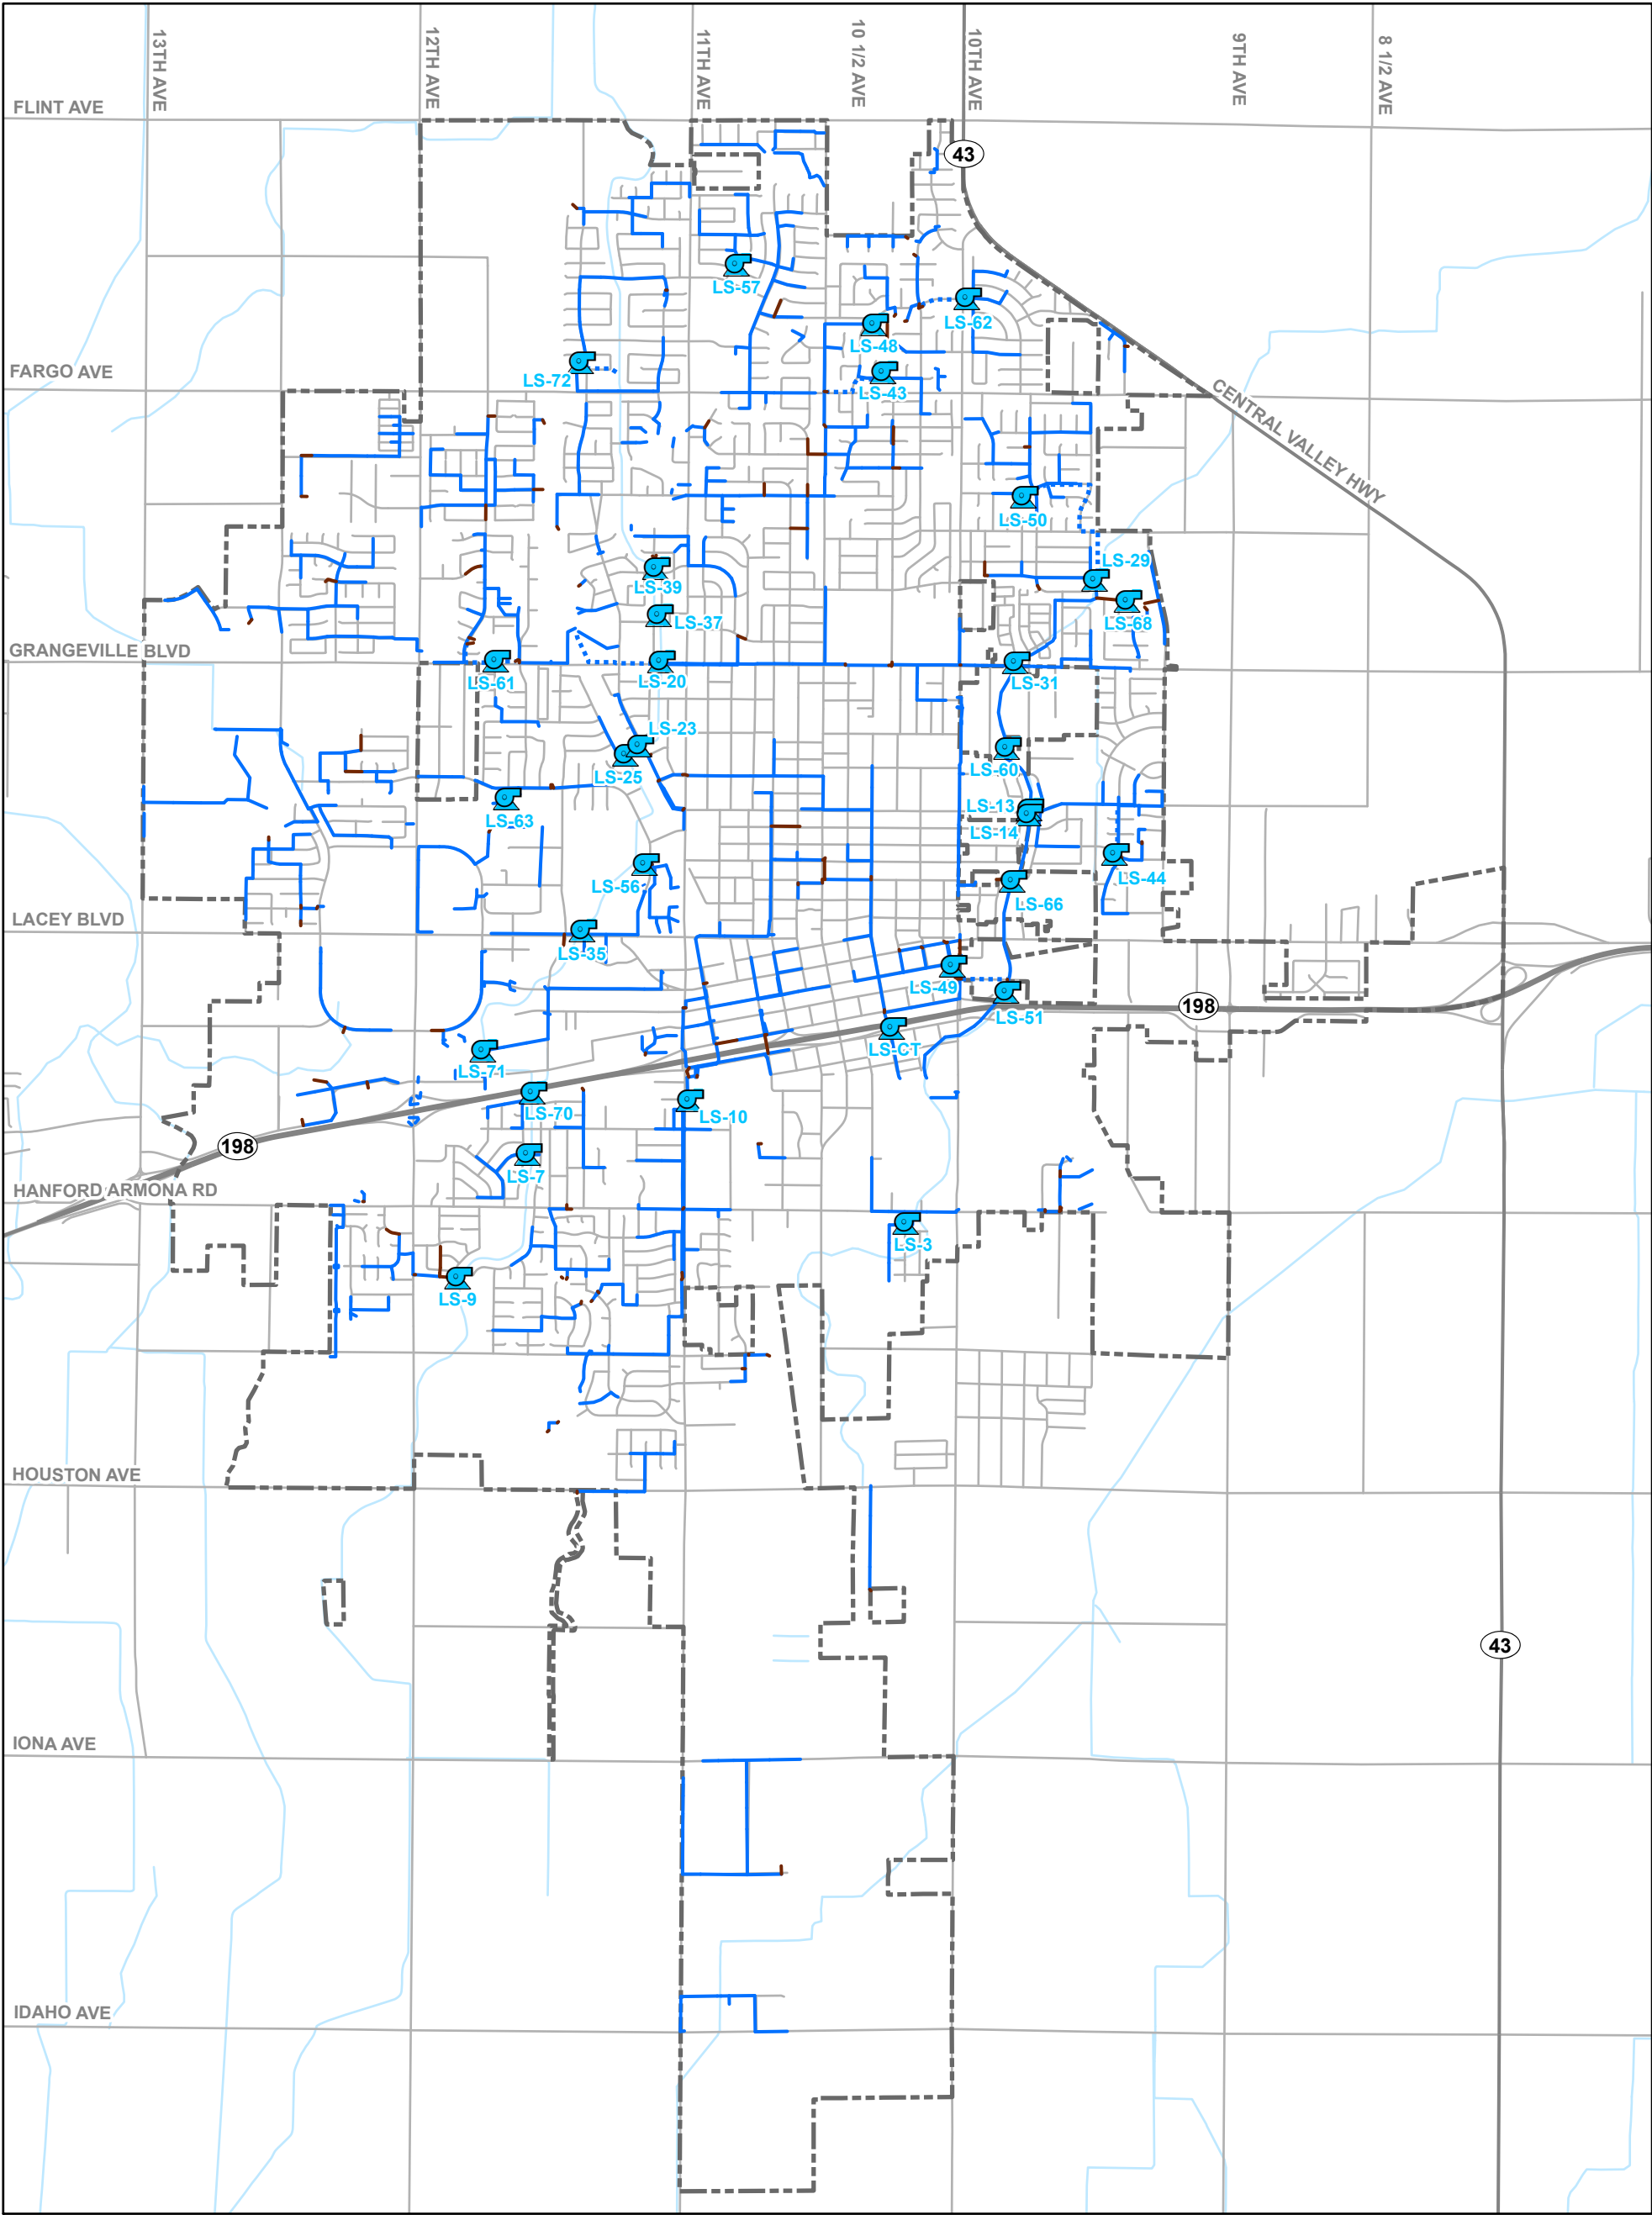 13TH AVE
12TH AVE
11TH AVE
10 1/2 AVE
10TH AVE
9TH AVE
8 1/2 AVE
FLINT AVE
43
LS-57
LS-62
LS-48
FARGO AVE
LS-72
LS-43
CENTRAL VALLEY HWY
LS-50
LS-29
LS-39
LS-68
LS-37
GRANGEVILLE BLVD
LS-61
LS-20
LS-31
LS-23
LS-25
LS-60
LS-63
LS-13
LS-14
LS-56
LS-44
LS-66
LACEY BLVD
LS-35
LS-49
198
LS-51
LS-CT
LS-71
LS-70
LS-10
198
LS-7
HANFORD ARMONA RD
LS-3
LS-9
HOUSTON AVE
43
IONA AVE
IDAHO AVE